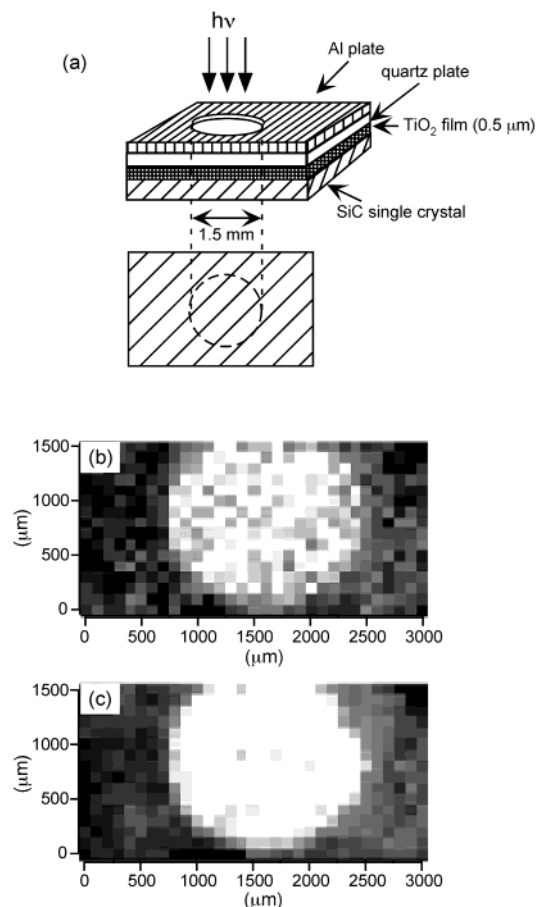 hν
(a)
Al plate
quartz plate
TiO₂ film (0.5 μm)
SiC single crystal
1.5 mm
(b)
1500
1000
500
0
(μm)
0 500 1000 1500 2000 2500 3000
(μm)
(c)
1500
1000
500
0
(μm)
0 500 1000 1500 2000 2500 3000
(μm)